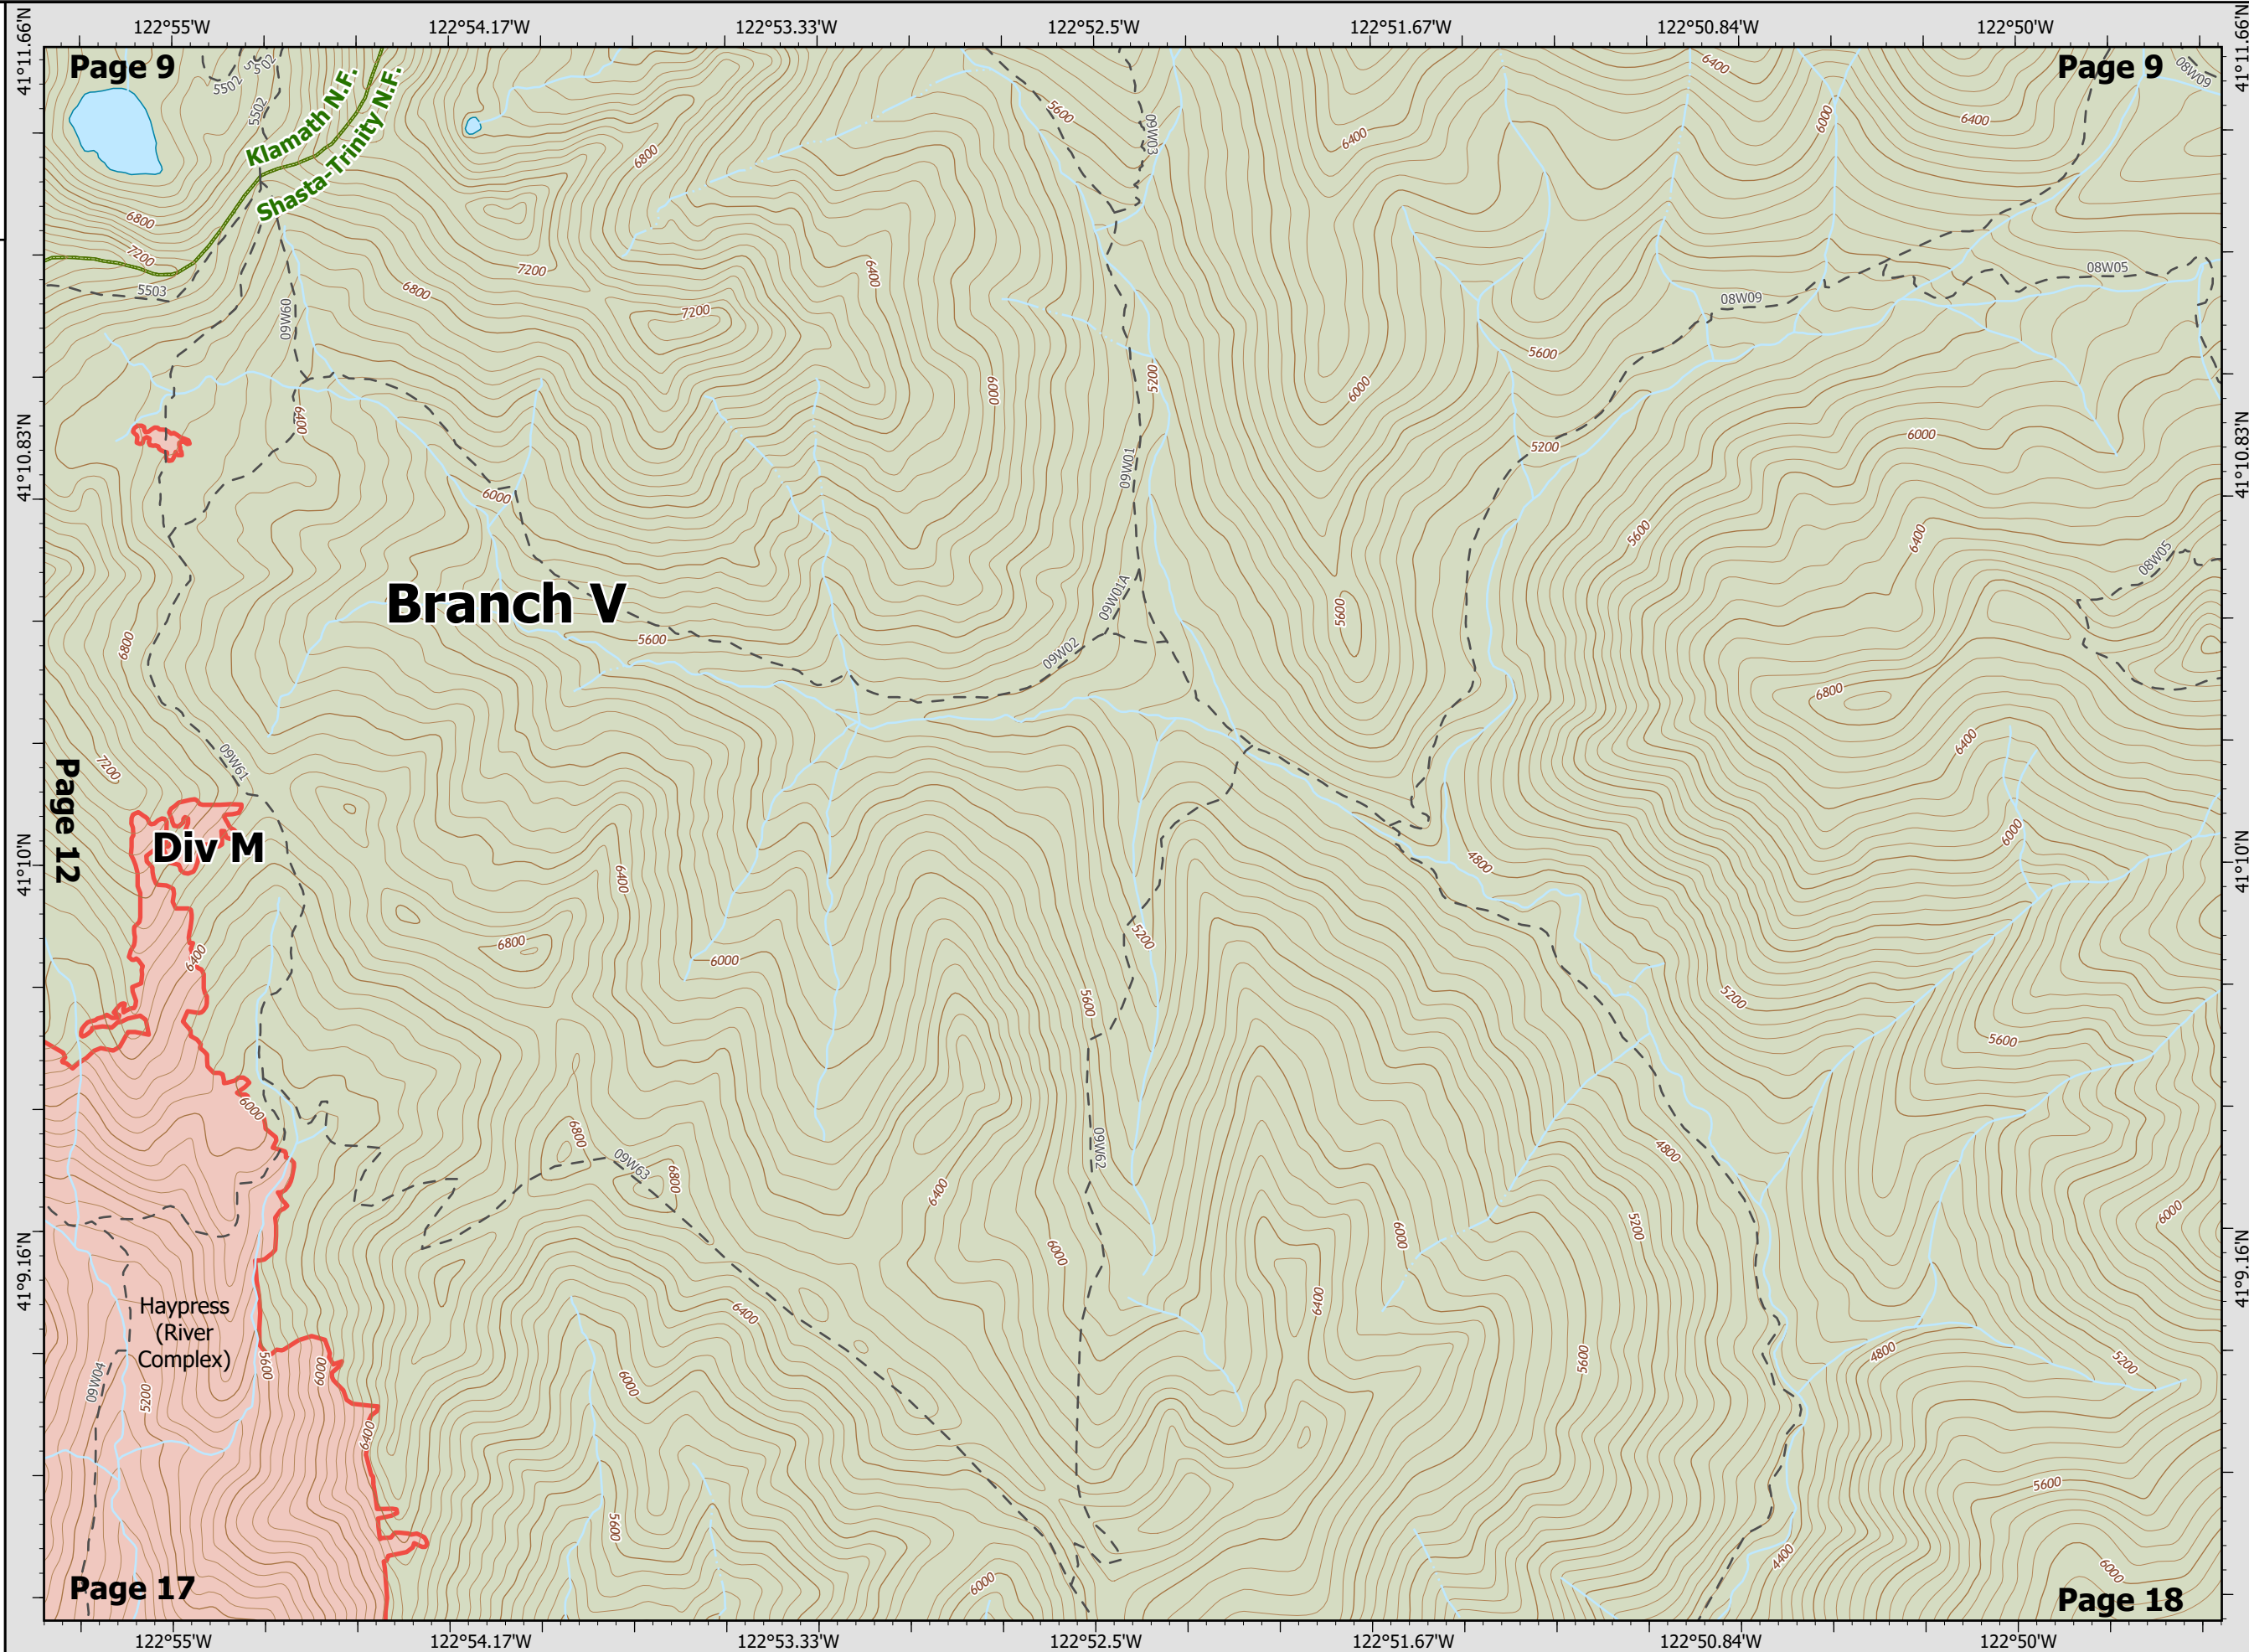 122°55'W
122°54.17'W
122°53.33'W
122°52.5'W
122°51.67'W
122°50.84'W
122°50'W
41°11.66'N
41°11.66'N
Page 9
Page 9
5502
5502
08W09
6400
5600
6000
6400
09W03
Klamath N.F.
Shasta-Trinity N.F.
6800
6400
6800
7200
7200
6400
08W05
5503
6800
08W09
7200
09W60
5600
5200
6000
6000
6400
6000
5200
41°10.83'N
41°10.83'N
09W01
6000
5600
6400
08W05
Branch V
09W01A
5600
6800
5600
09W02
6800
6400
7200
09W61
Page 12
6000
Div M
4800
41°10'N
41°10'N
6400
6800
5200
6400
6000
5600
5200
5600
6000
6800
09W62
4800
09W63
6800
6400
6000
5200
6000
6000
41°9.16'N
41°9.16'N
Haypress
(River
Complex)
6400
6400
4800
5200
5600
5600
6000
6000
09W04
5200
6400
5600
5600
4400
6000
6000
Page 17
Page 18
122°55'W
122°54.17'W
122°53.33'W
122°52.5'W
122°51.67'W
122°50.84'W
122°50'W